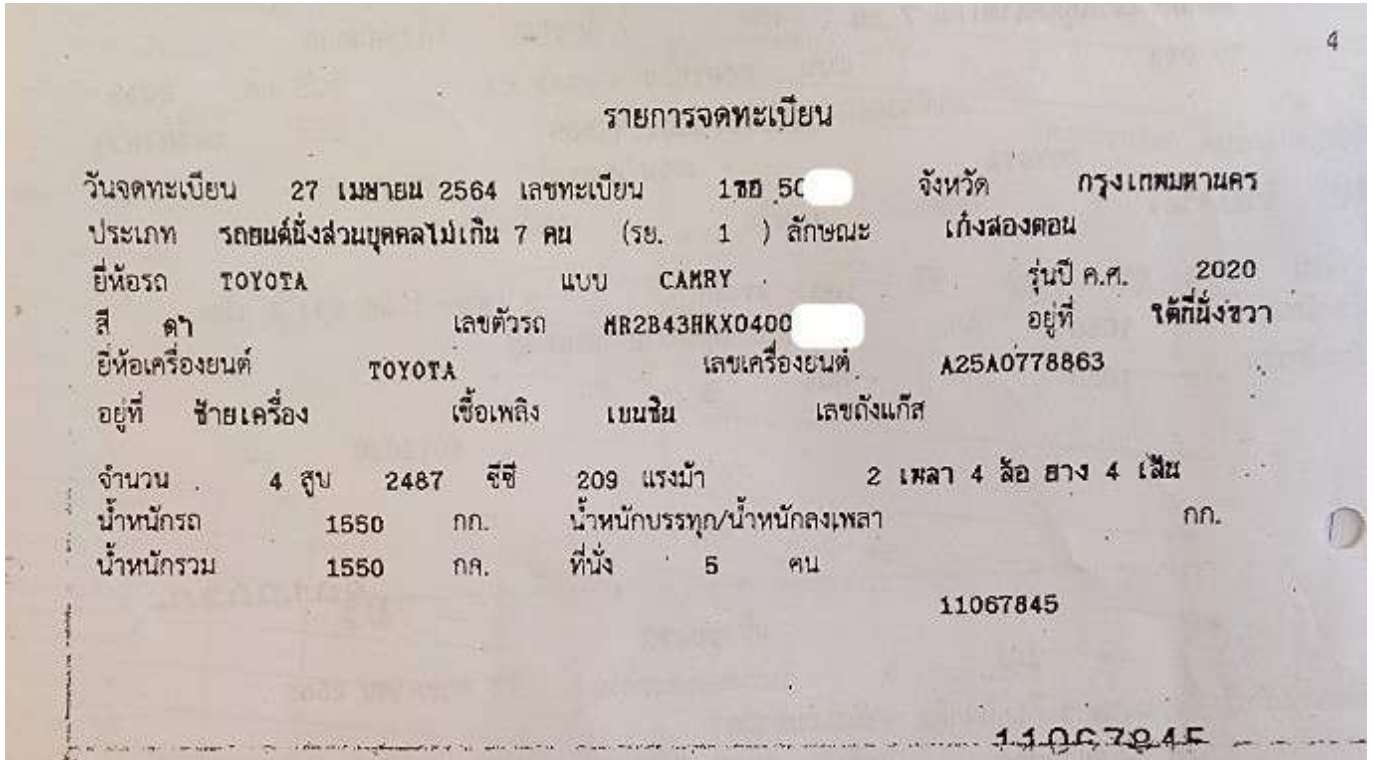 4
รายการจดทะเบียน
วันจดทะเบียน 27 เมษายน 2564 เลขทะเบียน 1ขอ 50 จังหวัด กรุงเทพมหานคร
ประเภท รถยนต์นั่งส่วนบุคคลไม่เกิน 7 คน (รย. 1 ) ลักษณะ เก๋งสองตอน
ยี่ห้อรถ TOYOTA แบบ CAMRY รุ่นปี ค.ศ. 2020
สี ดำ เลขตัวรถ MR2B43HKX0400 อยู่ที่ ใต้ที่นั่งขวา
ยี่ห้อเครื่องยนต์ TOYOTA เลขเครื่องยนต์ A25A0778863
อยู่ที่ ซ้ายเครื่อง เชื้อเพลิง เบนซิน เลขถังแก๊ส
จำนวน 4 สูบ 2487 ซีซี 209 แรงม้า 2 เพลา 4 ล้อ ยาง 4 เส้น
น้ำหนักรถ 1550 กก. น้ำหนักบรรทุก/น้ำหนักลงเพลา กก.
น้ำหนักรวม 1550 กก. ที่นั่ง 5 คน
11067845
11067845